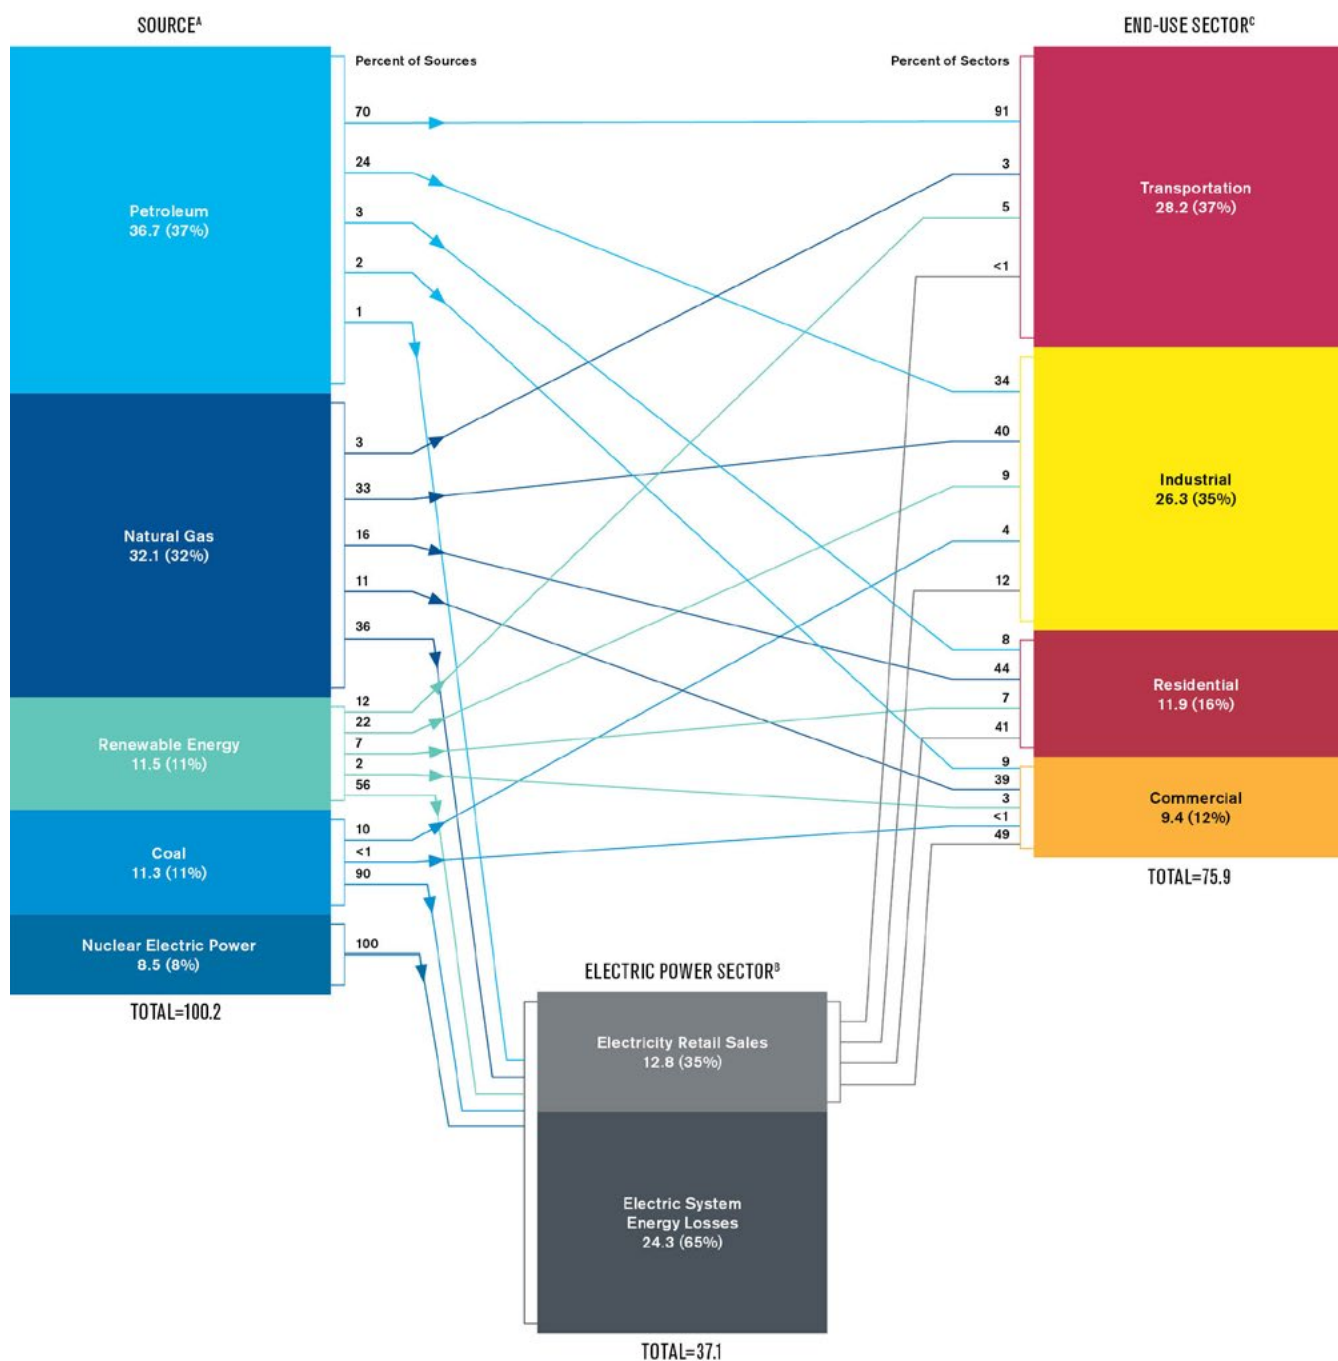 SOURCEᴬ
END-USE SECTORᶜ
Percent of Sources
Percent of Sectors
70
24
3
2
1
Petroleum
36.7 (37%)
3
33
16
11
36
Natural Gas
32.1 (32%)
12
22
7
2
56
Renewable Energy
11.5 (11%)
10
<1
90
Coal
11.3 (11%)
100
Nuclear Electric Power
8.5 (8%)
TOTAL=100.2
91
3
5
<1
Transportation
28.2 (37%)
34
40
9
4
12
Industrial
26.3 (35%)
8
44
7
41
Residential
11.9 (16%)
9
39
3
<1
49
Commercial
9.4 (12%)
TOTAL=75.9
ELECTRIC POWER SECTORᴮ
Electricity Retail Sales
12.8 (35%)
Electric System
Energy Losses
24.3 (65%)
TOTAL=37.1